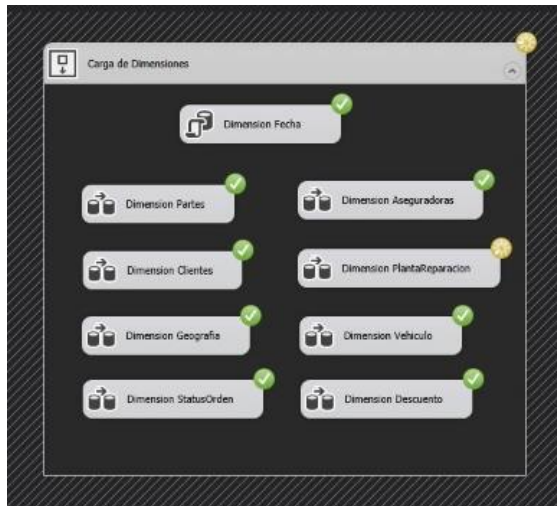 Carga de Dimensiones
Dimension Fecha
Dimension Partes
Dimension Aseguradoras
Dimension Clientes
Dimension PlantaReparacion
Dimension Geografia
Dimension Vehiculo
Dimension StatusOrden
Dimension Descuento